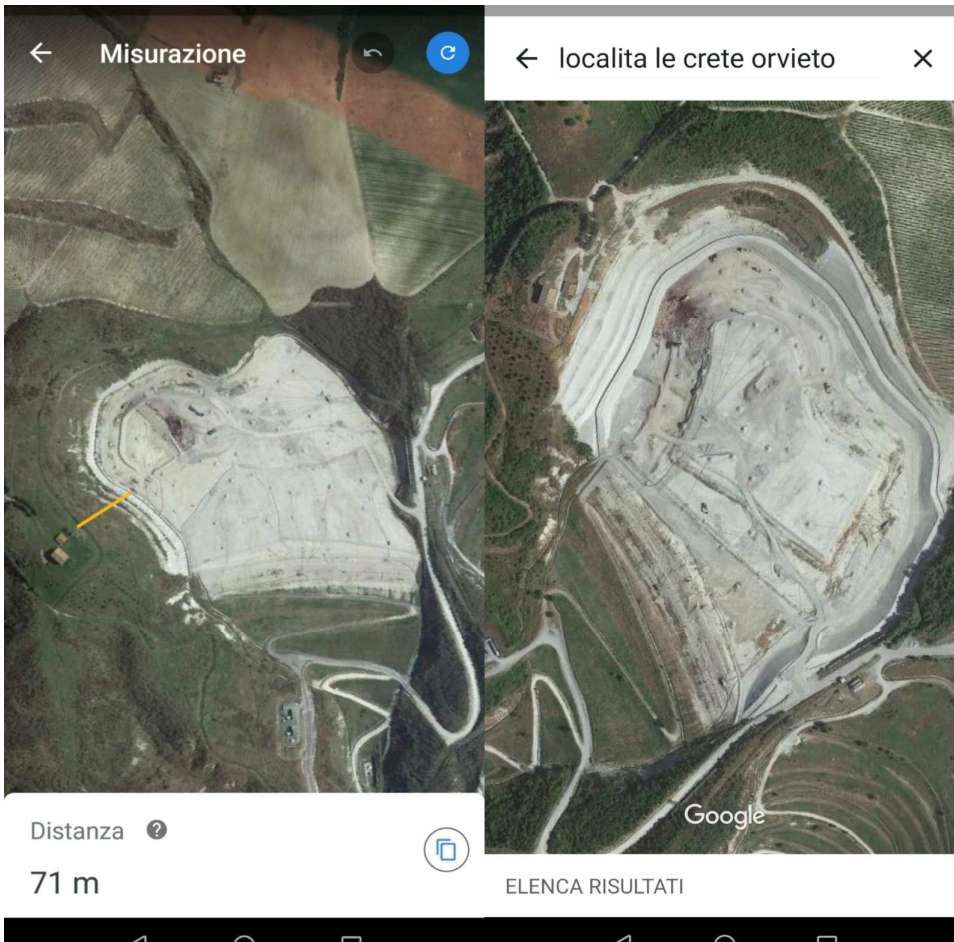 Misurazione
Distanza ?
71 m
localita le crete orvieto
Google
ELENCA RISULTATI